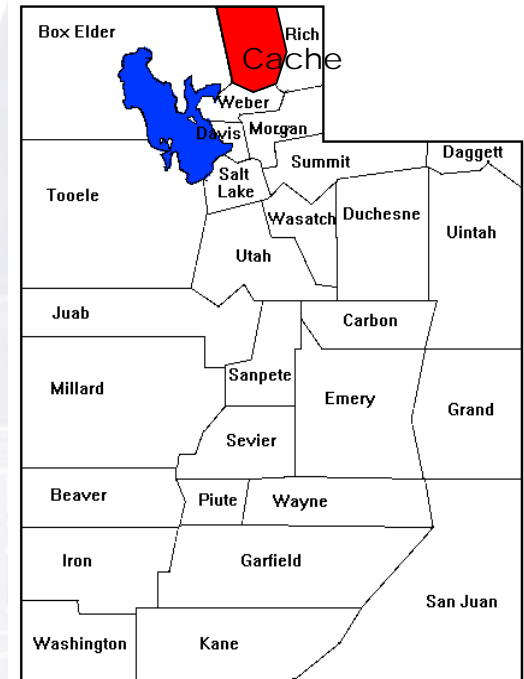 Box Elder
Rich
Cache
Weber
Davis
Morgan
Summit
Daggett
Salt
Lake
Tooele
Wasatch
Duchesne
Uintah
Utah
Juab
Carbon
Sanpete
Millard
Emery
Grand
Sevier
Beaver
Piute
Wayne
Iron
Garfield
San Juan
Washington
Kane